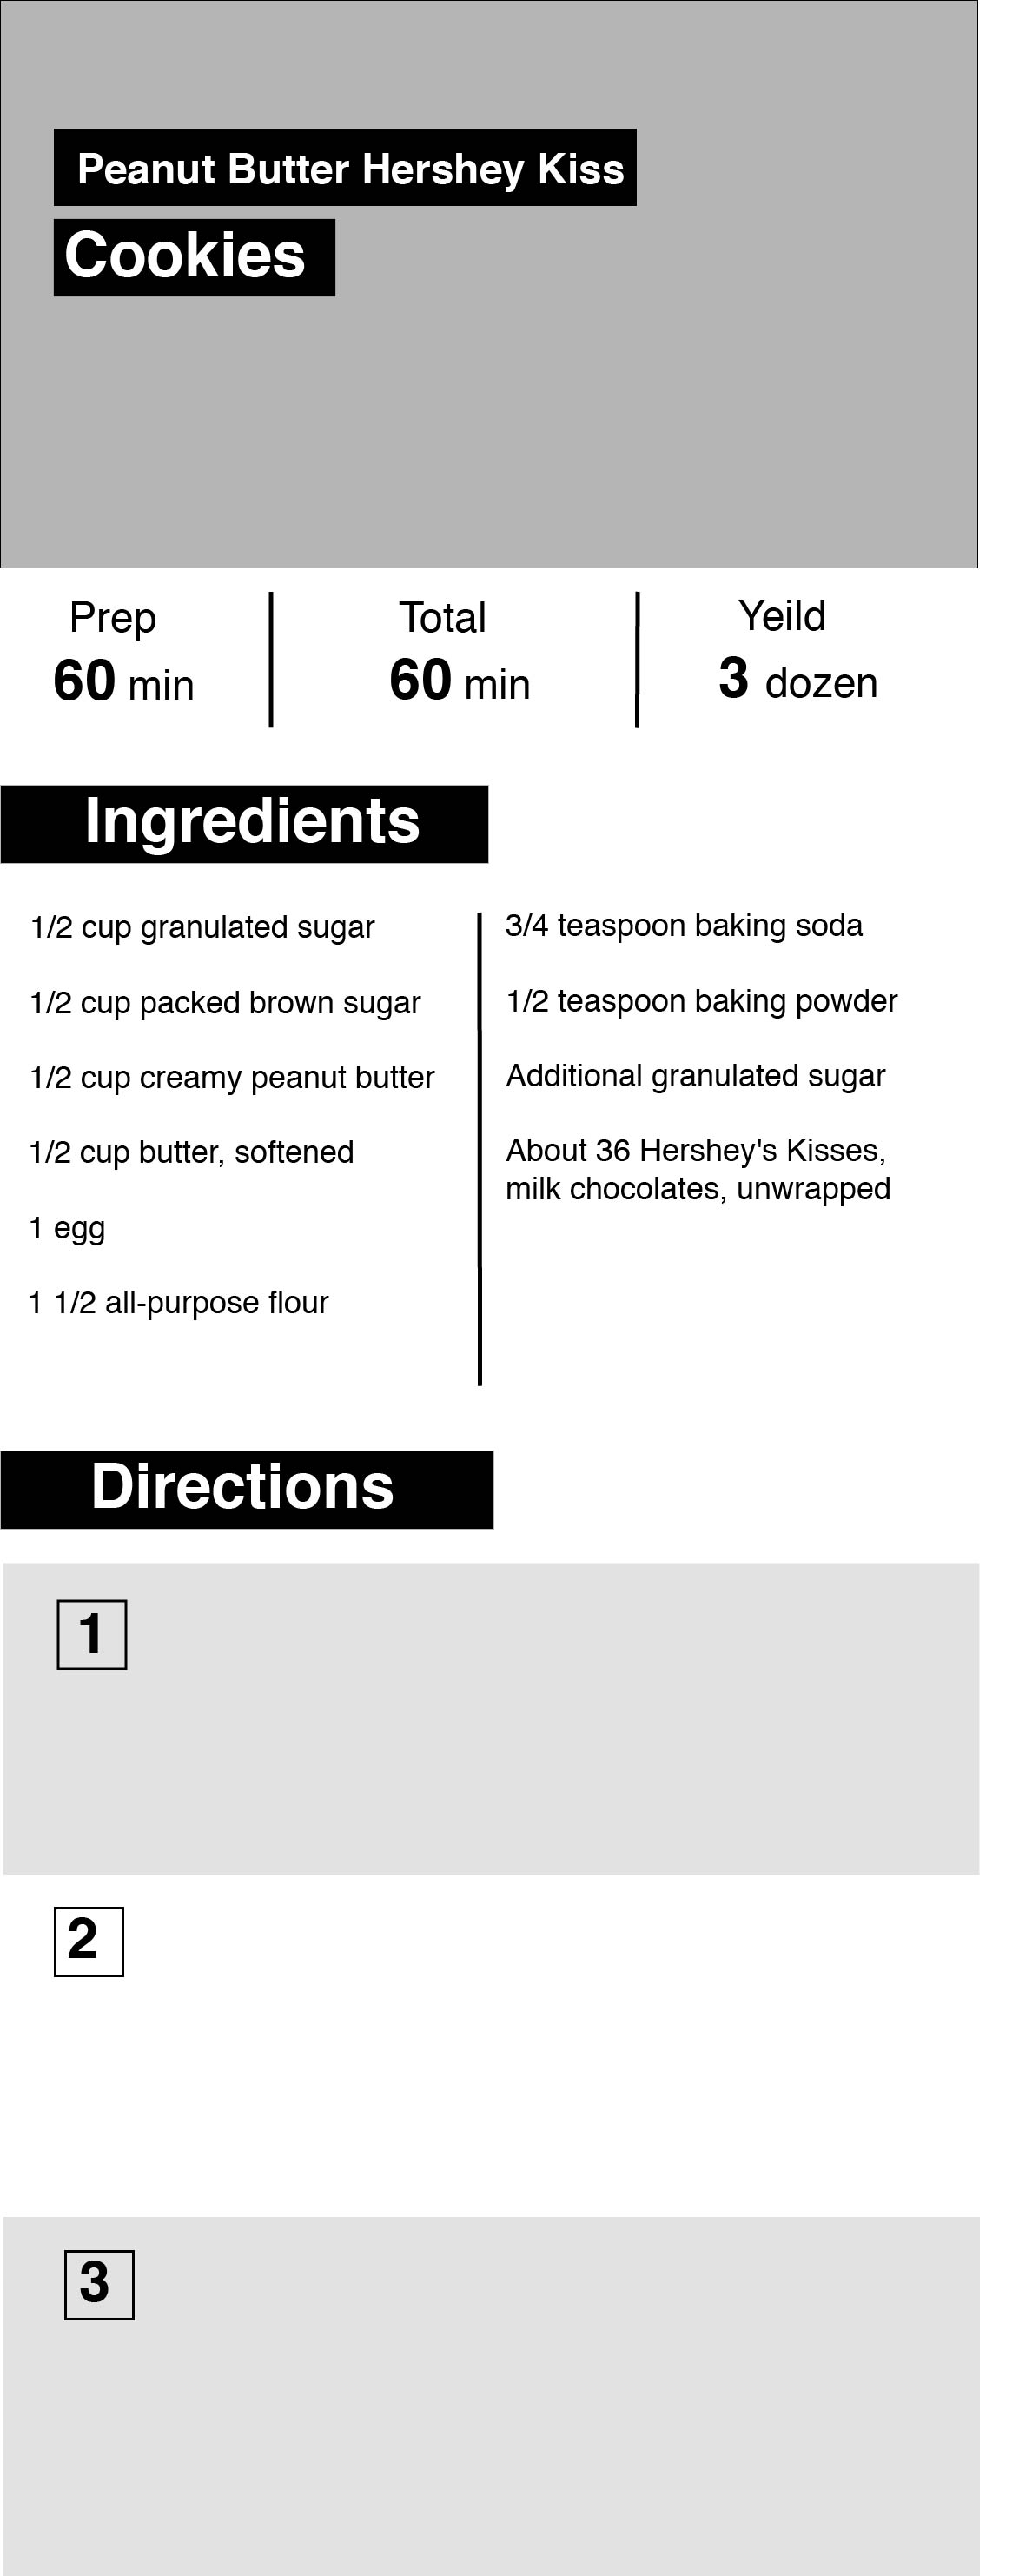 Peanut Butter Hershey Kiss
Cookies
Prep
60 min
Total
60 min
Yeild
3 dozen
Ingredients
1/2 cup granulated sugar
1/2 cup packed brown sugar
1/2 cup creamy peanut butter
1/2 cup butter, softened
1 egg
1 1/2 all-purpose flour
3/4 teaspoon baking soda
1/2 teaspoon baking powder
Additional granulated sugar
About 36 Hershey's Kisses,
milk chocolates, unwrapped
Directions
1
2
3